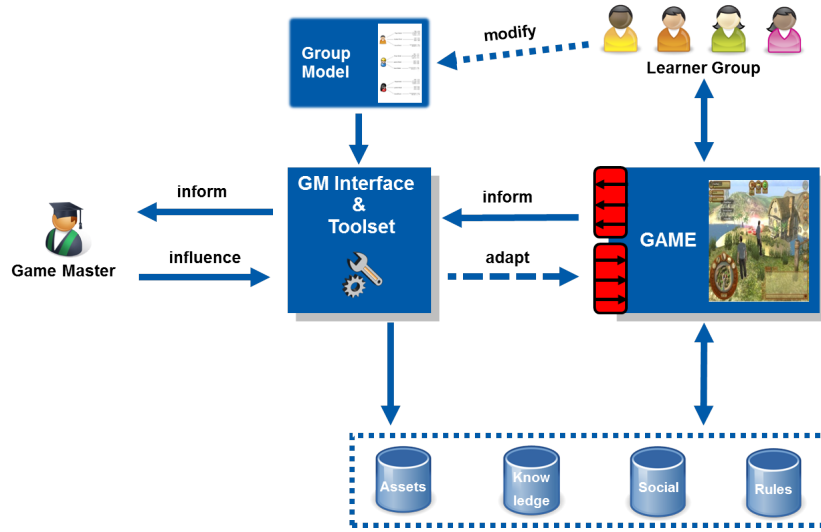 modify
Group
Model
Learner Group
GM Interface
&
Toolset
inform
inform
GAME
Game Master
influence
adapt
Assets
Know
ledge
Social
Rules